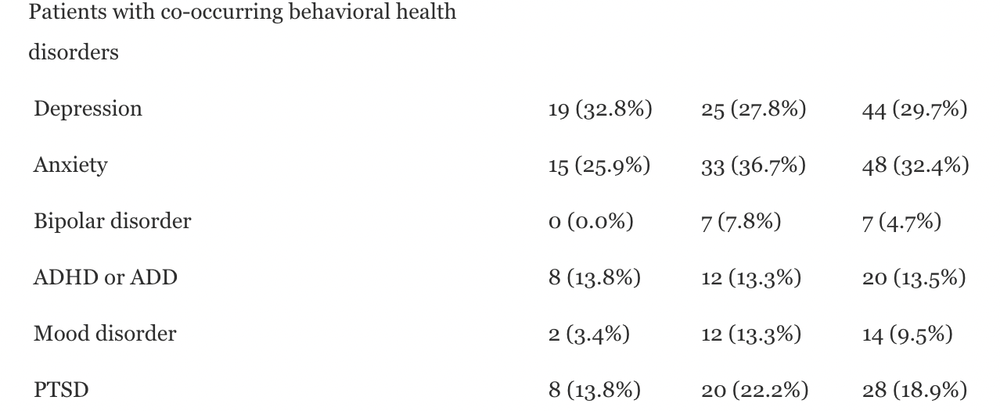 Patients with co-occurring behavioral health
disorders
Depression 19 (32.8%) 25 (27.8%) 44 (29.7%)
Anxiety 15 (25.9%) 33 (36.7%) 48 (32.4%)
Bipolar disorder 0 (0.0%) 7 (7.8%) 7 (4.7%)
ADHD or ADD 8 (13.8%) 12 (13.3%) 20 (13.5%)
Mood disorder 2 (3.4%) 12 (13.3%) 14 (9.5%)
PTSD 8 (13.8%) 20 (22.2%) 28 (18.9%)